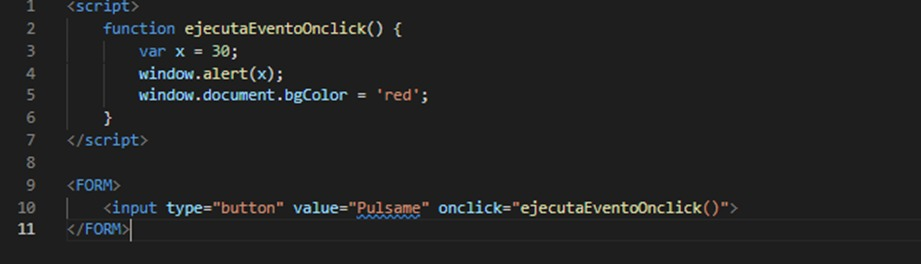 1 <script>
2 function ejecutaEventoOnclick() {
3 var x = 30;
4 window.alert(x);
5 window.document.bgColor = 'red';
6 }
7 </script>
8
9 <FORM>
10 <input type="button" value="Pulsame" onclick="ejecutaEventoOnclick()">
11 </FORM>